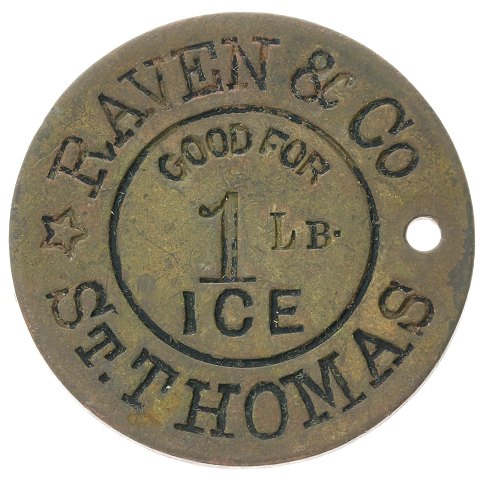 RAVEN & Co
GOOD FOR
1 LB.
ICE
ST. THOMAS